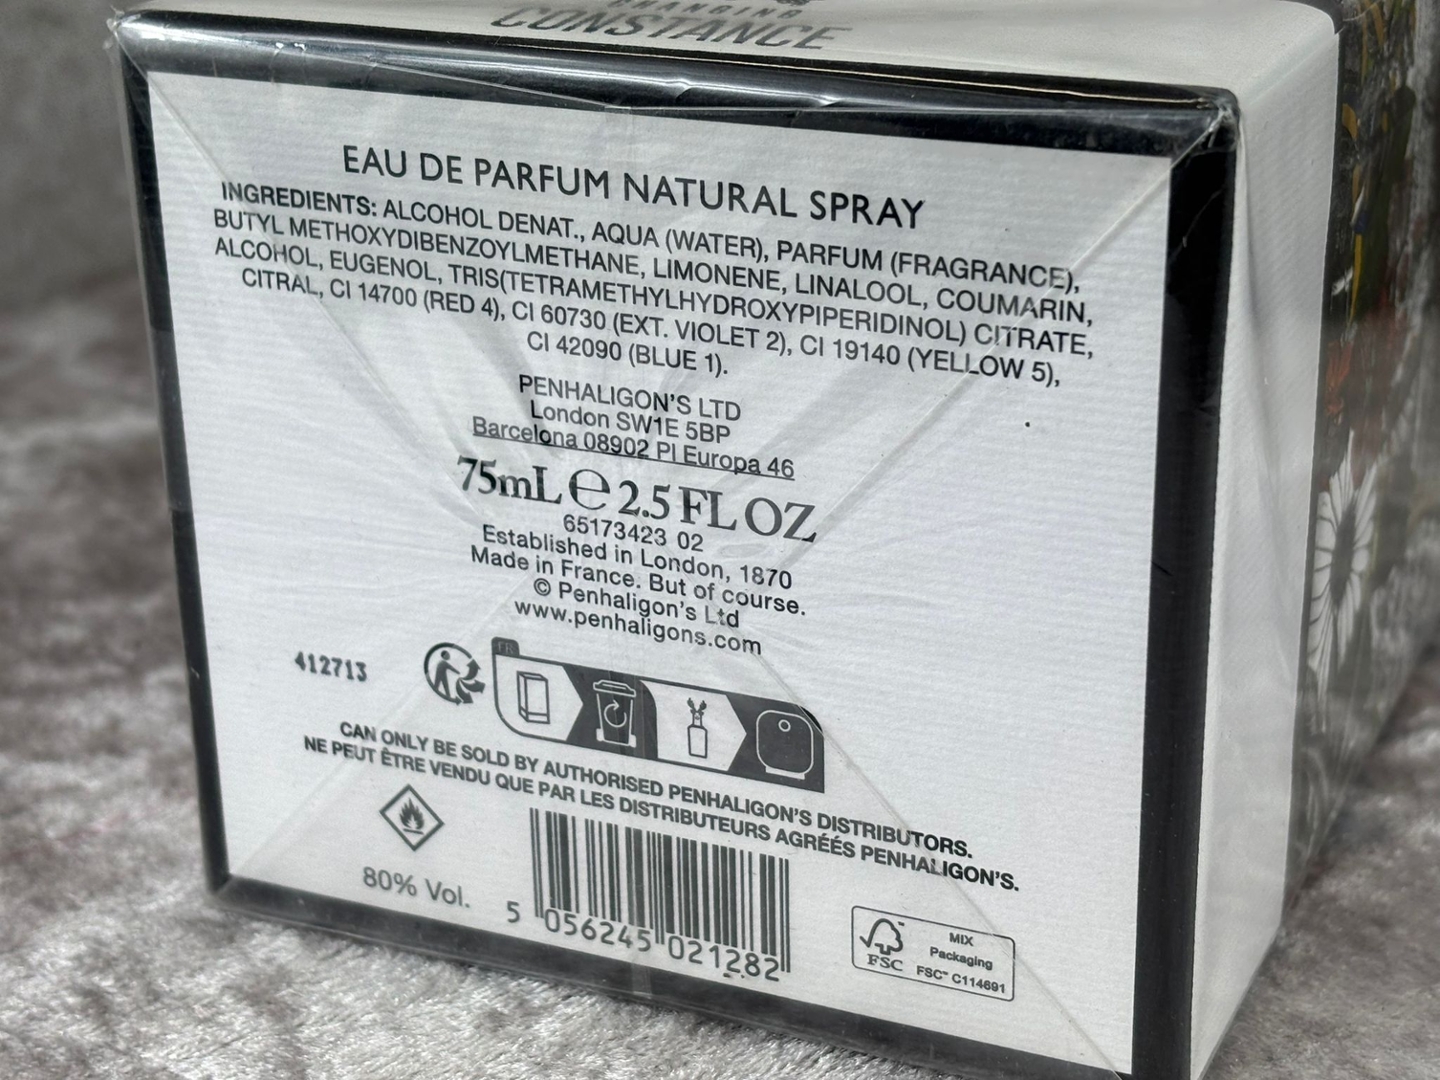 CONSTANCE
EAU DE PARFUM NATURAL SPRAY
INGREDIENTS: ALCOHOL DENAT., AQUA (WATER), PARFUM (FRAGRANCE),
BUTYL METHOXYDIBENZOYLMETHANE, LIMONENE, LINALOOL, COUMARIN,
ALCOHOL, EUGENOL, TRIS(TETRAMETHYLHYDROXYPIPERIDINOL) CITRATE,
CITRAL, CI 14700 (RED 4), CI 60730 (EXT. VIOLET 2), CI 19140 (YELLOW 5),
CI 42090 (BLUE 1).
PENHALIGON'S LTD
London SW1E 5BP
Barcelona 08902 Pl Europa 46
75mL e 2.5 FL OZ
65173423 02
Established in London, 1870
Made in France. But of course.
© Penhaligon's Ltd
www.penhaligons.com
412713
FR
CAN ONLY BE SOLD BY AUTHORISED PENHALIGON'S DISTRIBUTORS.
NE PEUT ÊTRE VENDU QUE PAR LES DISTRIBUTEURS AGRÉÉS PENHALIGON'S.
80% Vol.
5 056245 021282
FSC
MIX
Packaging
FSC™ C114691